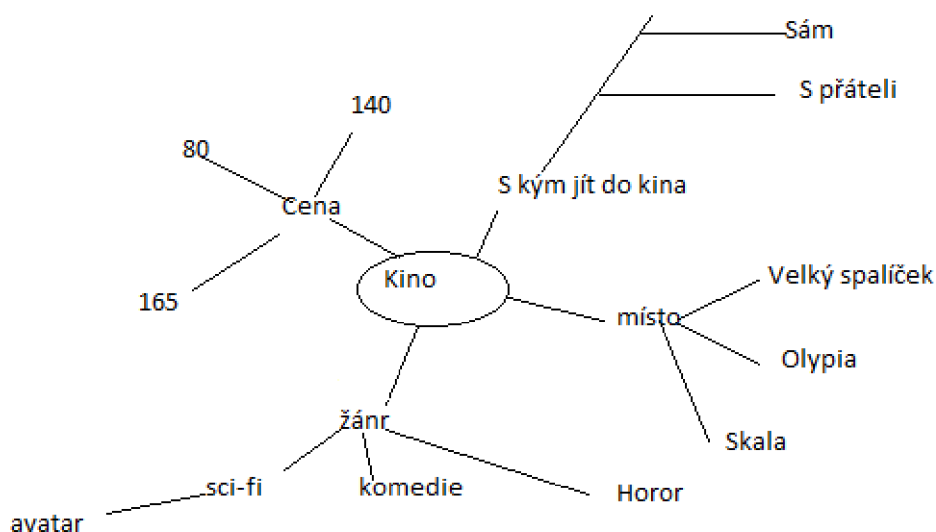 Sám
S přáteli
140
80
S kým jít do kina
Cena
Kino
Velký spalíček
165
místo
Olypia
žánr
Skala
sci-fi
komedie
Horor
avatar